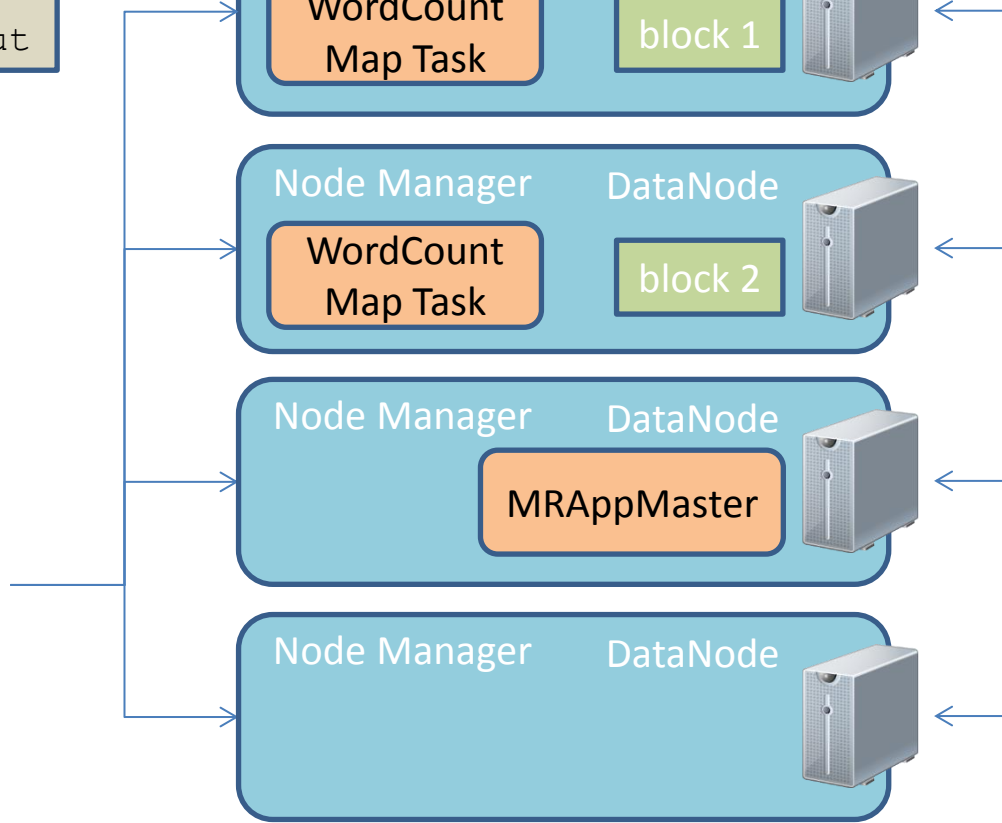 WordCount
Map Task
block 1
Node Manager
DataNode
WordCount
Map Task
block 2
Node Manager
DataNode
MRAppMaster
Node Manager
DataNode